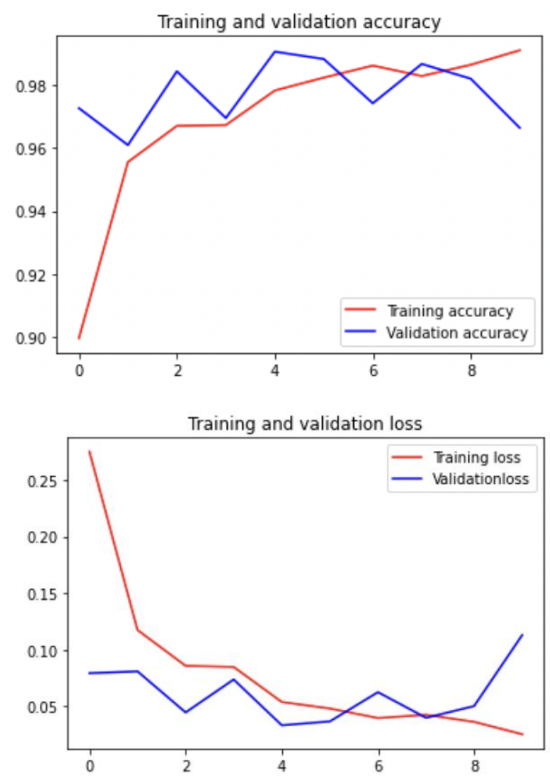 Training and validation accuracy
0.98
0.96
0.94
0.92
0.90
Training accuracy
Validation accuracy
0 2 4 6 8
Training and validation loss
Training loss
Validationloss
0.25
0.20
0.15
0.10
0.05
0 2 4 6 8